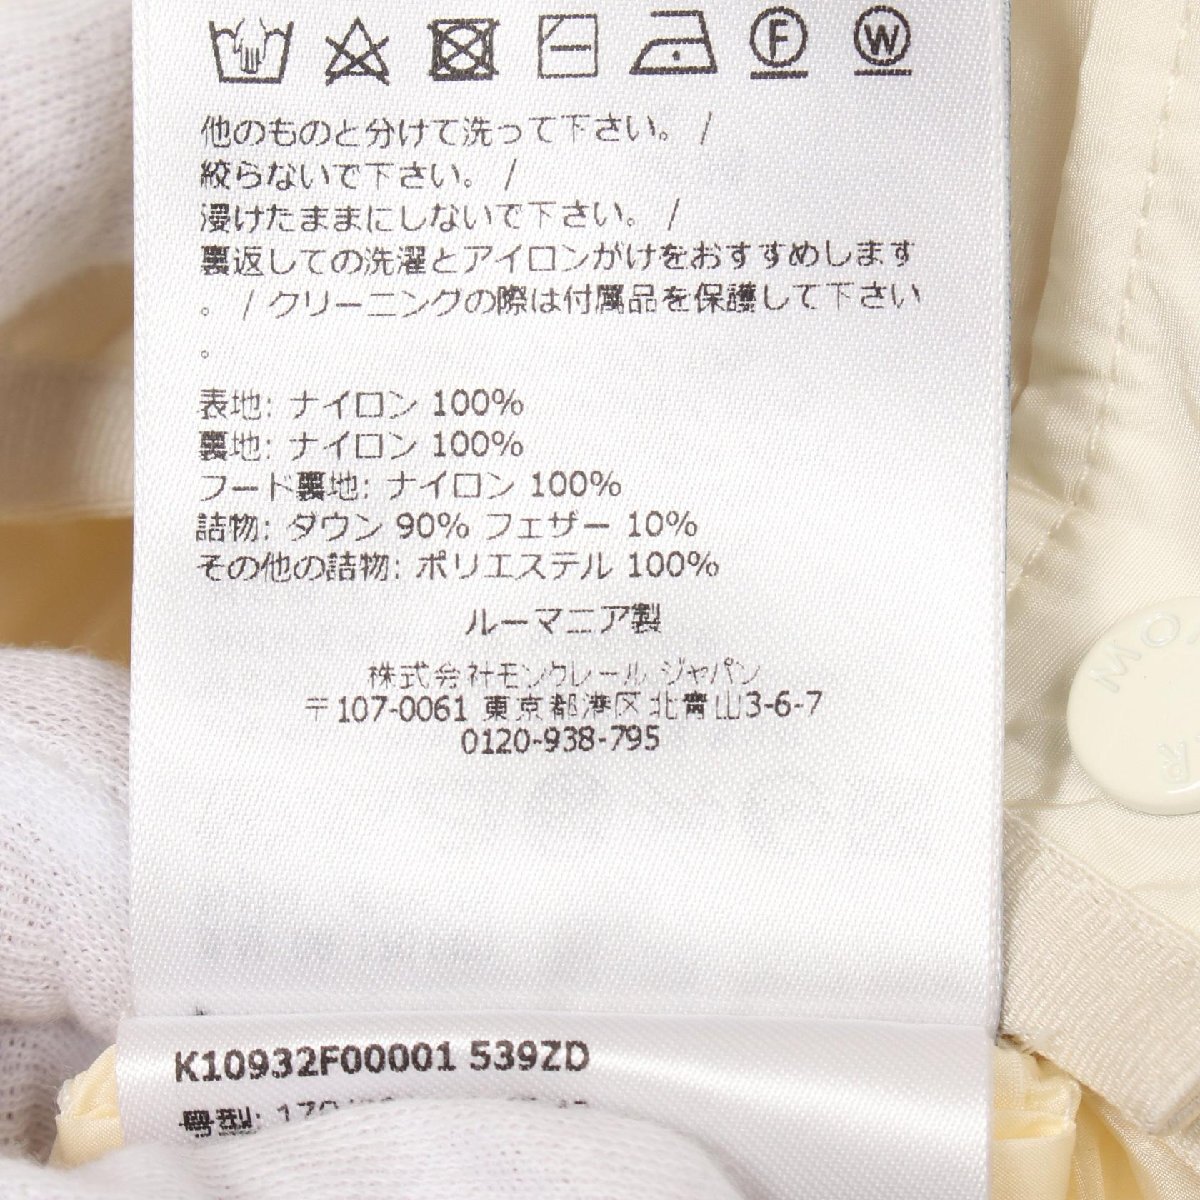 F W
他のものと分けて洗って下さい。 /
絞らないで下さい。 /
浸けたままにしないで下さい。 /
裏返しての洗濯とアイロンがけをおすすめします
。 / クリーニングの際は付属品を保護して下さい
。
表地: ナイロン 100%
裏地: ナイロン 100%
フード裏地: ナイロン 100%
詰物: ダウン 90% フェザー 10%
その他の詰物: ポリエステル 100%
ルーマニア製
株式会社モンクレール ジャパン
〒107-0061 東京都港区北青山3-6-7
0120-938-795
K10932F00001 539ZD